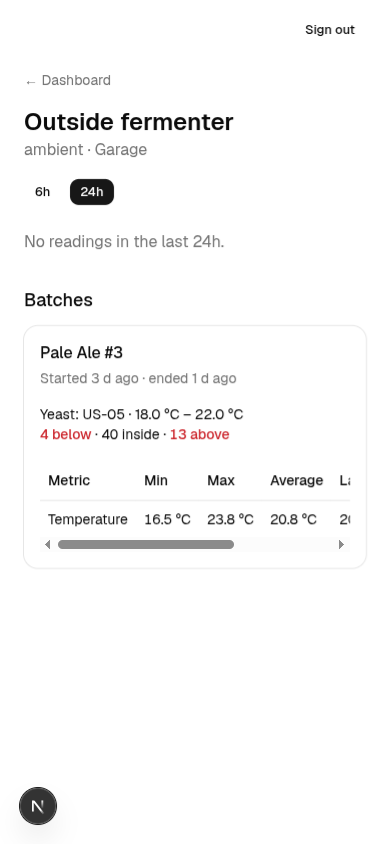 Sign out
← Dashboard
Outside fermenter
ambient · Garage
6h 24h
No readings in the last 24h.
Batches
Pale Ale #3
Started 3 d ago · ended 1 d ago
Yeast: US-05 · 18.0 °C – 22.0 °C
4 below · 40 inside · 13 above
Metric Min Max Average
Temperature 16.5 °C 23.8 °C 20.8 °C
N